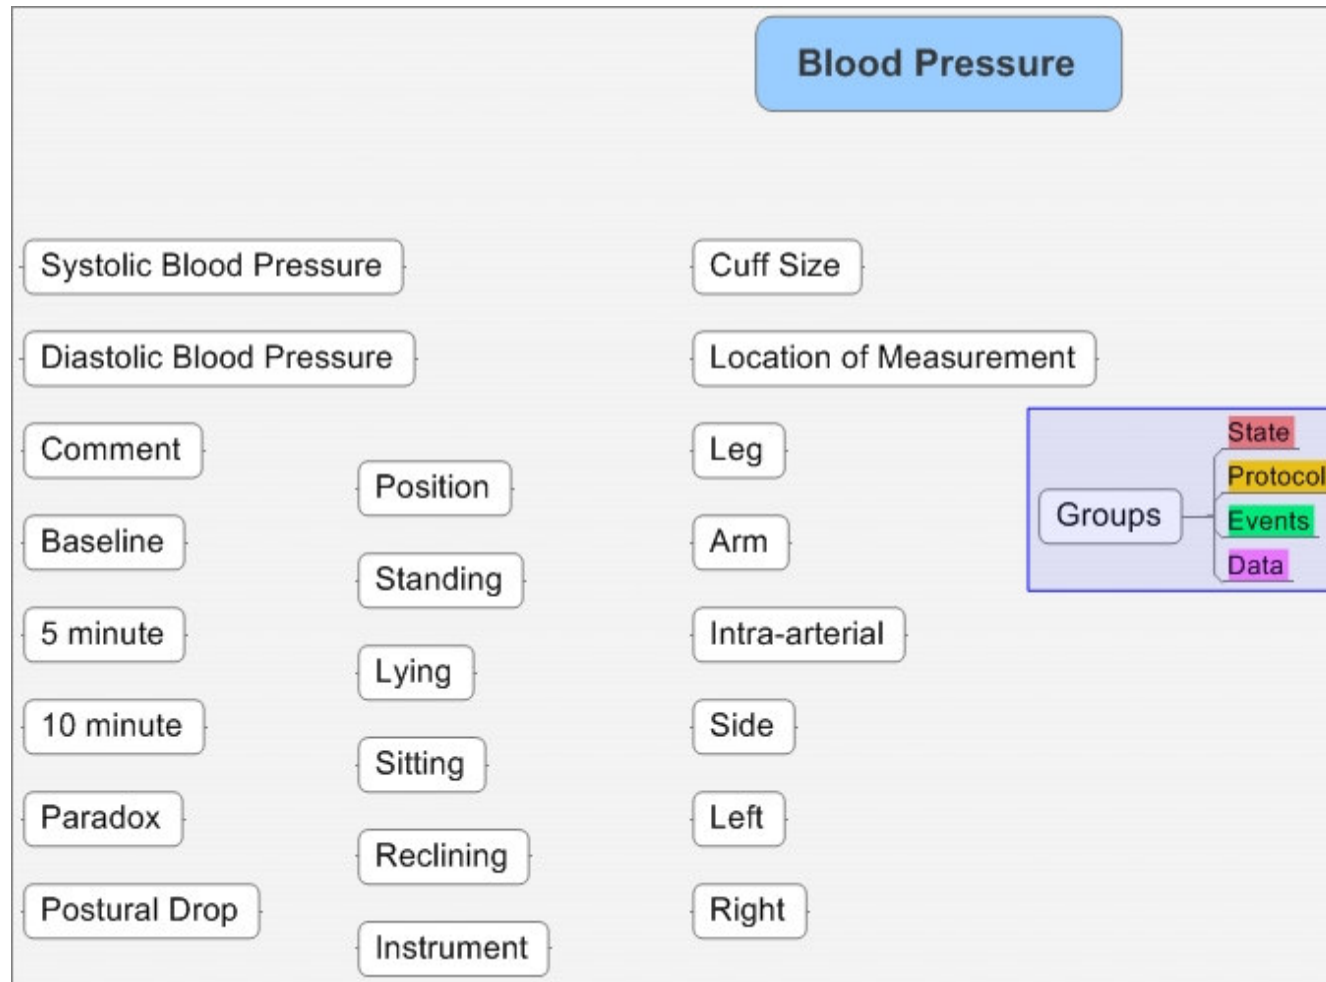 Blood Pressure
Systolic Blood Pressure
Diastolic Blood Pressure
Comment
Baseline
5 minute
10 minute
Paradox
Postural Drop
Position
Standing
Lying
Sitting
Reclining
Instrument
Cuff Size
Location of Measurement
Leg
Arm
Intra-arterial
Side
Left
Right
Groups
State
Protocol
Events
Data